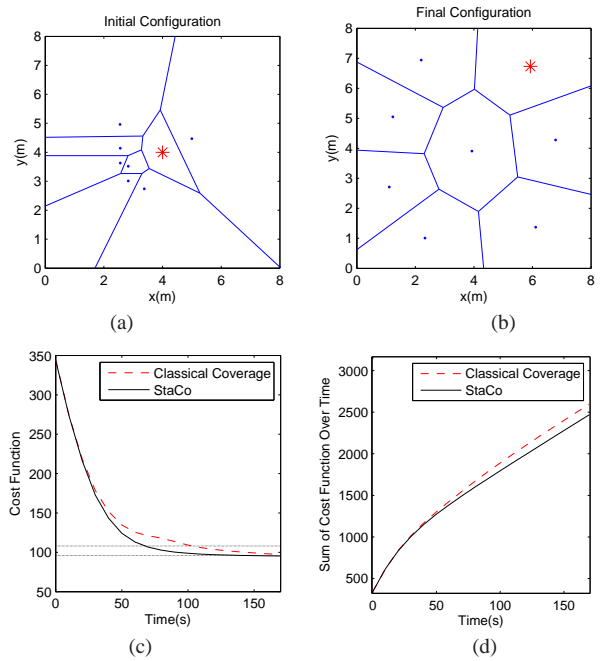 Initial Configuration
8
7
6
5
4
3
2
1
0
y(m)
0 2 4 6 8
x(m)
(a)
Final Configuration
8
7
6
5
4
3
2
1
0
y(m)
0 2 4 6 8
x(m)
(b)
350
300
250
200
150
100
50
Cost Function
Classical Coverage
StaCo
0 50 100 150
Time(s)
(c)
3000
2500
2000
1500
1000
500
Sum of Cost Function Over Time
Classical Coverage
StaCo
0 50 100 150
Time(s)
(d)